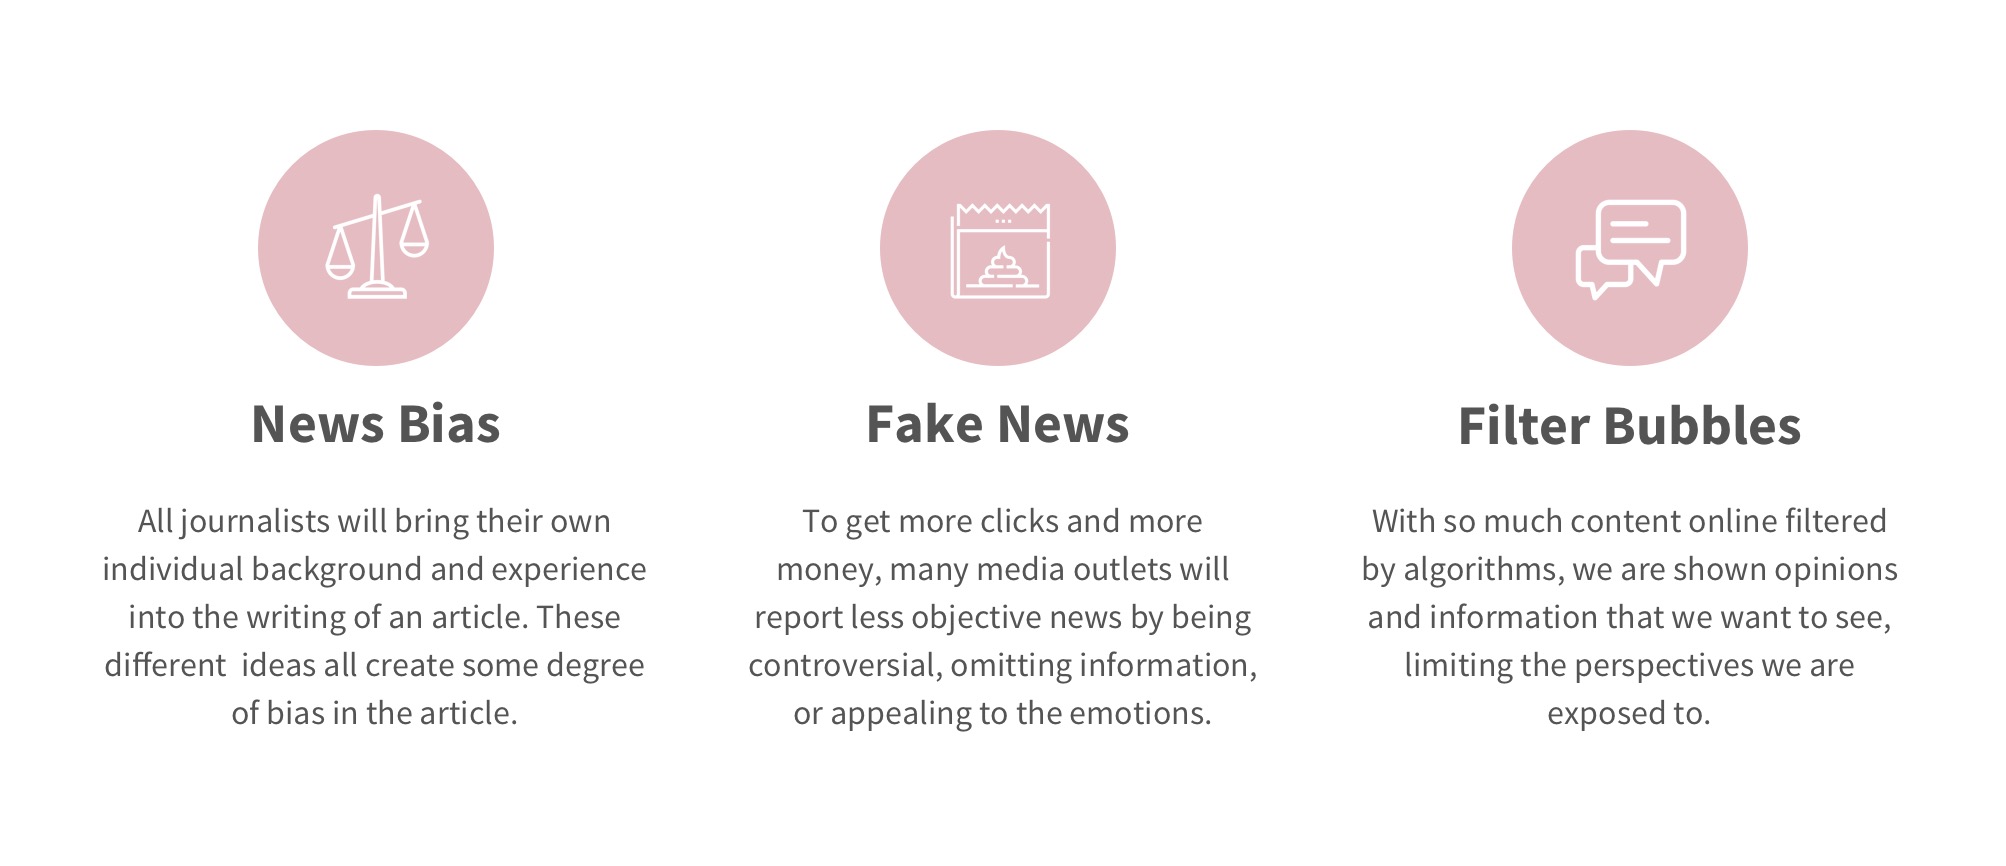 News Bias
All journalists will bring their own
individual background and experience
into the writing of an article. These
different  ideas all create some degree
of bias in the article.
Fake News
To get more clicks and more
money, many media outlets will
report less objective news by being
controversial, omitting information,
or appealing to the emotions.
Filter Bubbles
With so much content online filtered
by algorithms, we are shown opinions
and information that we want to see,
limiting the perspectives we are
exposed to.